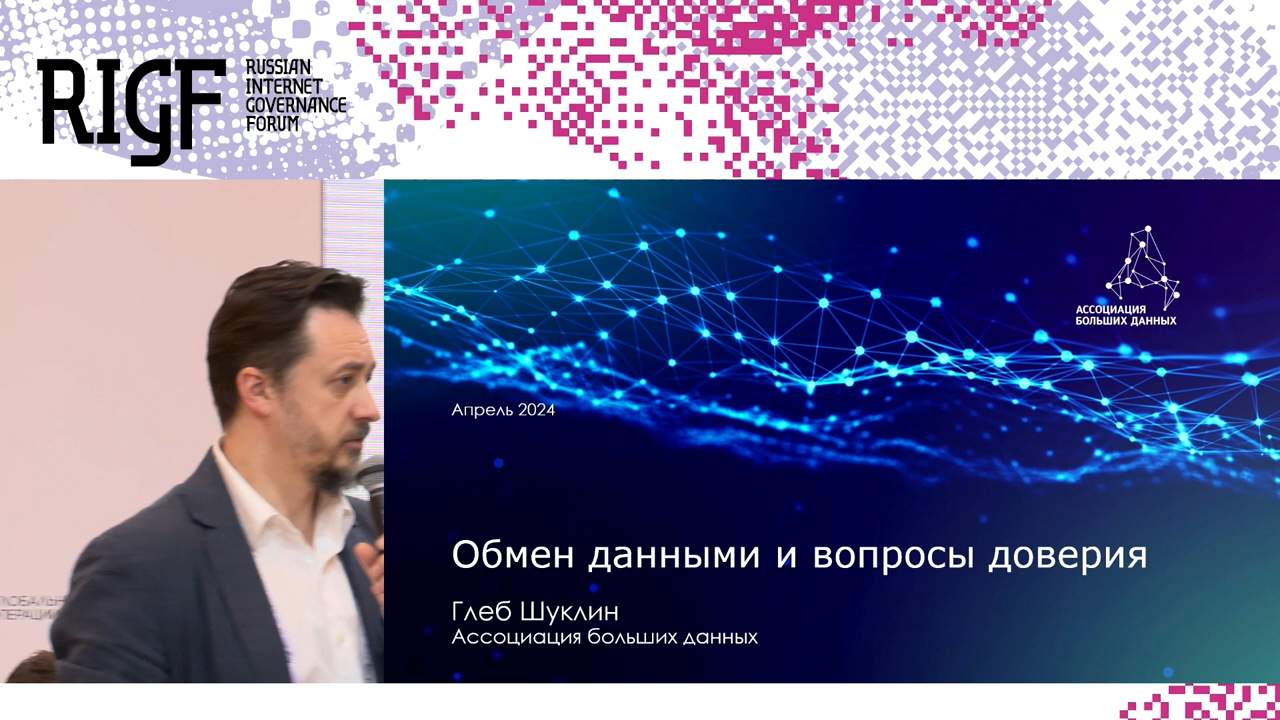 RIGF
RUSSIAN
INTERNET
GOVERNANCE
FORUM
АССОЦИАЦИЯ
БОЛЬШИХ ДАННЫХ
Апрель 2024
Обмен данными и вопросы доверия
Глеб Шуклин
Ассоциация больших данных